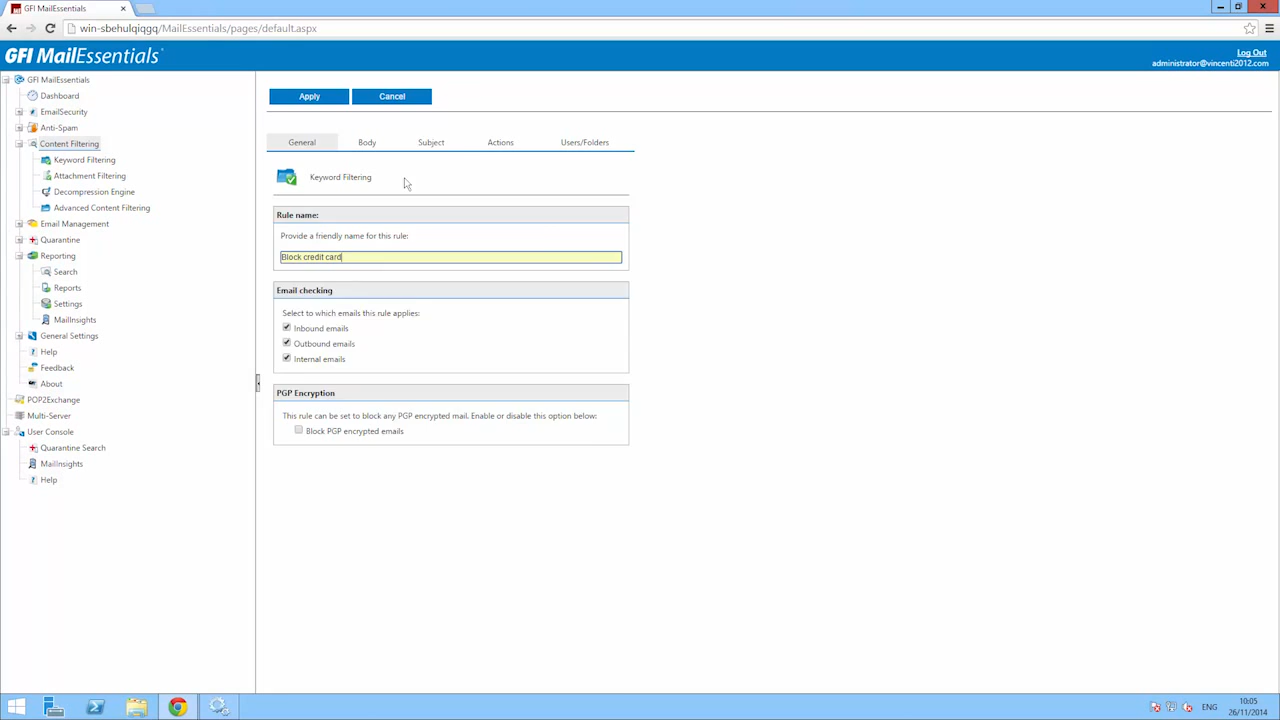 GFI MailEssentials
win-sbehulqiqgq/MailEssentials/pages/default.aspx
GFI MailEssentials
Log Out
administrator@vincenti2012.com
GFI MailEssentials
Dashboard
EmailSecurity
Anti-Spam
Content Filtering
Keyword Filtering
Attachment Filtering
Decompression Engine
Advanced Content Filtering
Email Management
Quarantine
Reporting
Search
Reports
Settings
MailInsights
General Settings
Help
Feedback
About
POP2Exchange
Multi-Server
User Console
Quarantine Search
MailInsights
Help
Apply Cancel
General Body Subject Actions Users/Folders
Keyword Filtering
Rule name:
Provide a friendly name for this rule:
Block credit card
Email checking
Select to which emails this rule applies:
Inbound emails
Outbound emails
Internal emails
PGP Encryption
This rule can be set to block any PGP encrypted mail. Enable or disable this option below:
Block PGP encrypted emails
ENG
10:05
26/11/2014